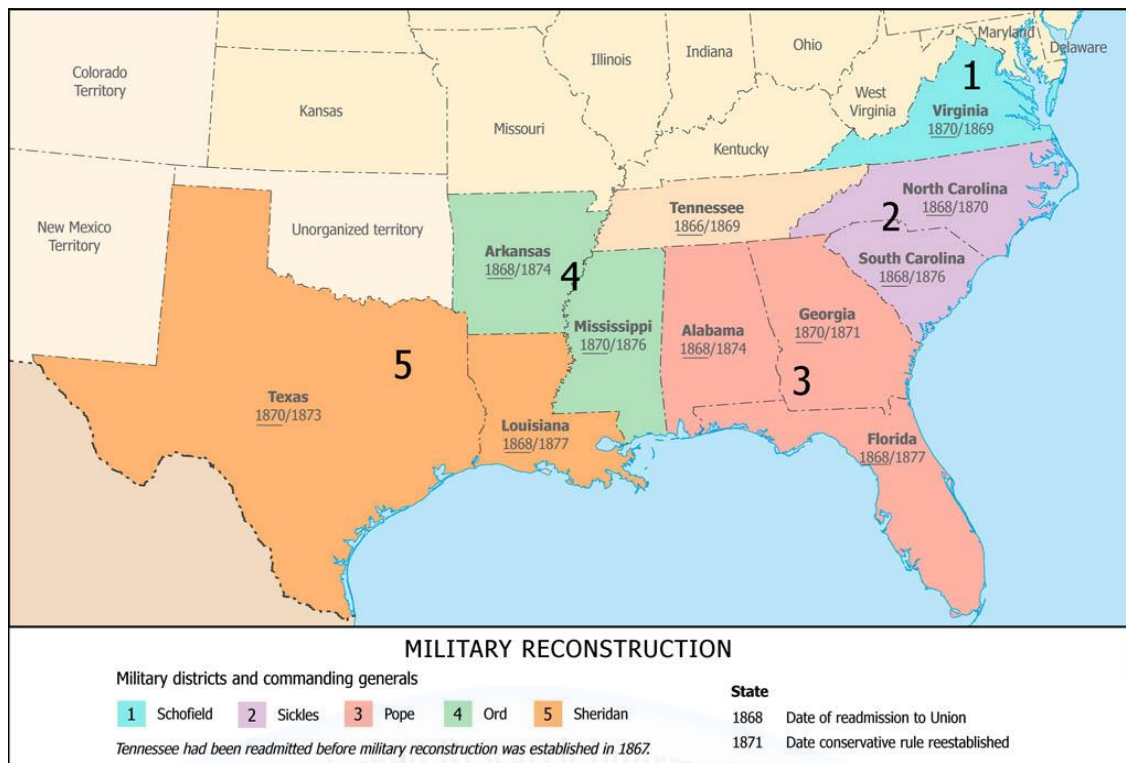 Colorado
Territory
Kansas
Missouri
Illinois
Indiana
Ohio
West
Virginia
Maryland
Delaware
Kentucky
1
Virginia
1870/1869
New Mexico
Territory
Unorganized territory
Arkansas
1868/1874
4
Tennessee
1866/1869
2
North Carolina
1868/1870
South Carolina
1868/1876
Mississippi
1870/1876
Alabama
1868/1874
Georgia
1870/1871
3
5
Texas
1870/1873
Louisiana
1868/1877
Florida
1868/1877
MILITARY RECONSTRUCTION
Military districts and commanding generals
1 Schofield 2 Sickles 3 Pope 4 Ord 5 Sheridan
Tennessee had been readmitted before military reconstruction was established in 1867.
State
1868 Date of readmission to Union
1871 Date conservative rule reestablished